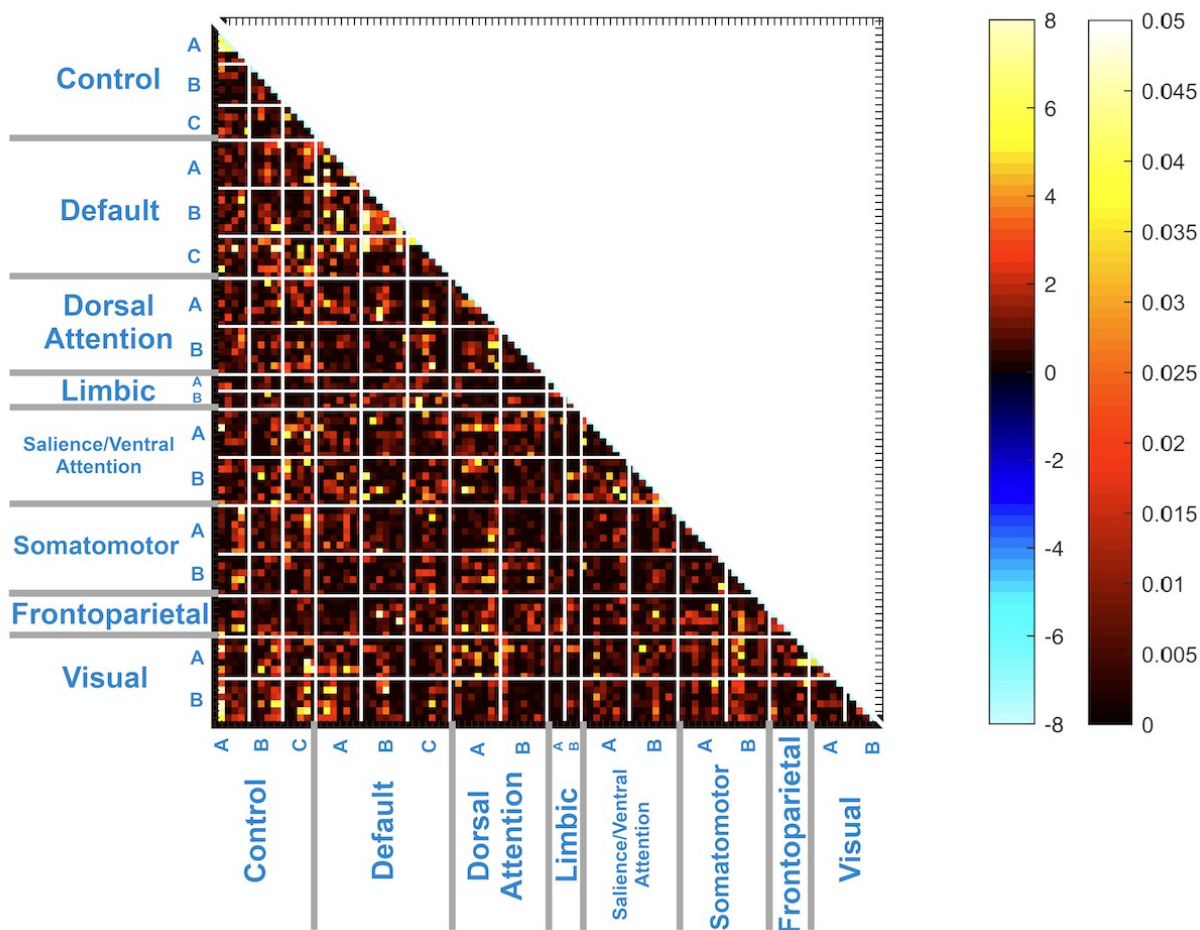 Control
A
B
C
Default
A
B
C
Dorsal
Attention
A
B
Limbic
A
B
Salience/Ventral
Attention
A
B
Somatomotor
A
B
Frontoparietal
Visual
A
B
A B C A B C A B A B A B A B A B
Control
Default
Dorsal
Attention
Limbic
Salience/Ventral
Attention
Somatomotor
Frontoparietal
Visual
8
6
4
2
0
-2
-4
-6
-8
0.05
0.045
0.04
0.035
0.03
0.025
0.02
0.015
0.01
0.005
0